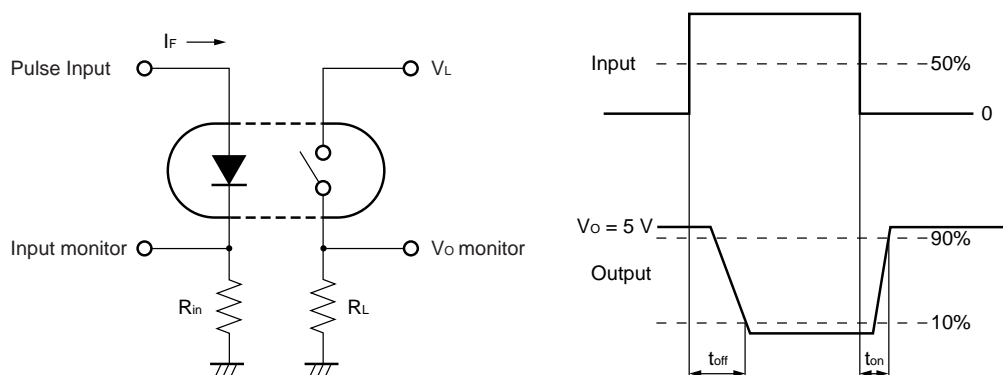 IF
Pulse Input
VL
Input monitor
VO monitor
Rin
RL
Input
50%
0
VO = 5 V
90%
Output
10%
toff
ton